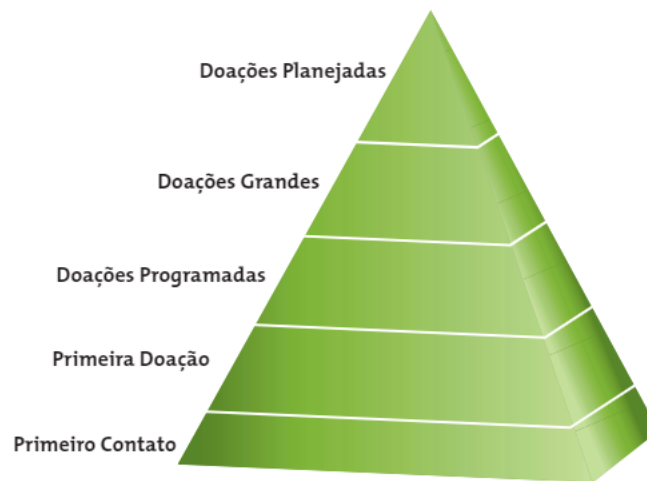 Doações Planejadas
Doações Grandes
Doações Programadas
Primeira Doação
Primeiro Contato